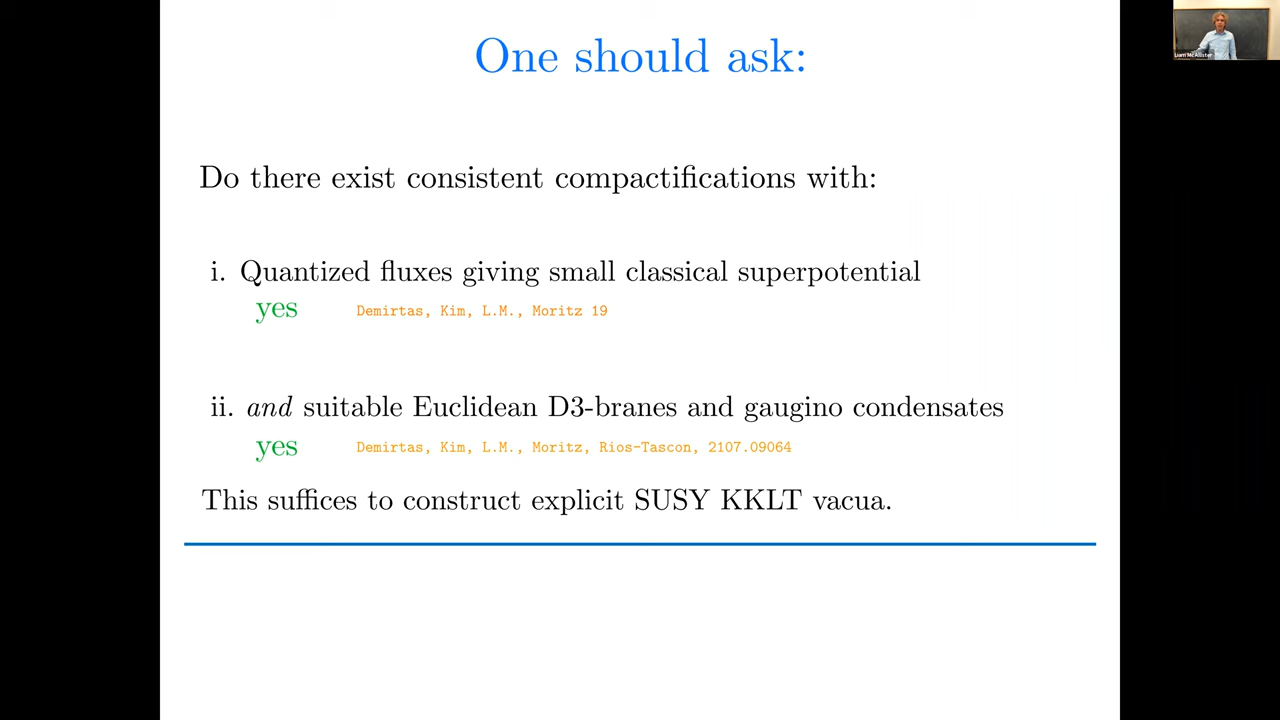 One should ask:
Liam McAllister
Do there exist consistent compactifications with:
i. Quantized fluxes giving small classical superpotential
yes Demirtas, Kim, L.M., Moritz 19
ii. and suitable Euclidean D3-branes and gaugino condensates
yes Demirtas, Kim, L.M., Moritz, Rios-Tascon, 2107.09064
This suffices to construct explicit SUSY KKLT vacua.